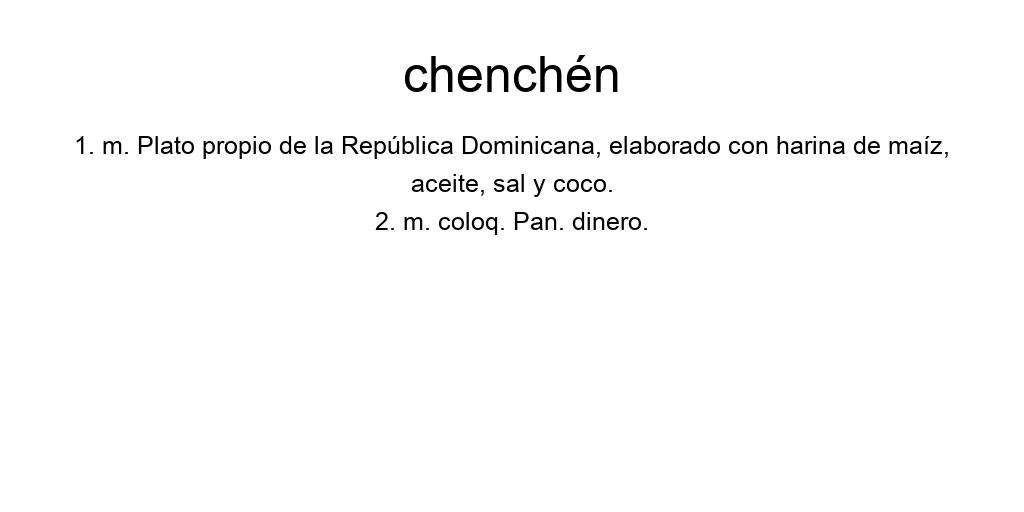 chenchén
1. m. Plato propio de la República Dominicana, elaborado con harina de maíz,
aceite, sal y coco.
2. m. coloq. Pan. dinero.